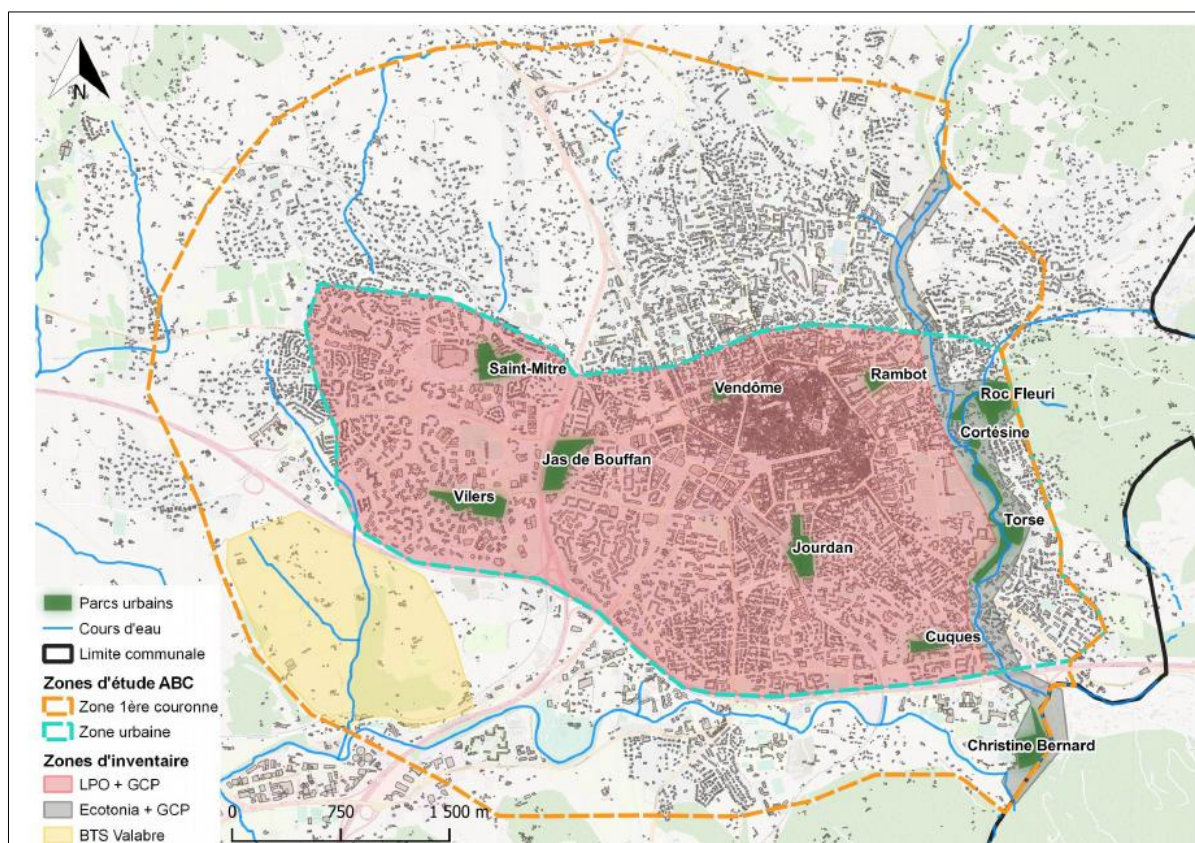 N
Saint-Mitre
Vendôme
Rambot
Roc Fleuri
Cortésine
Jas de Bouffan
Vilers
Torse
Jourdan
Cuques
Christine Bernard
Parcs urbains
Cours d'eau
Limite communale
Zones d'étude ABC
Zone 1ère couronne
Zone urbaine
Zones d'inventaire
LPO + GCP
Ecotonia + GCP
BTS Valabre
0 750 1 500 m